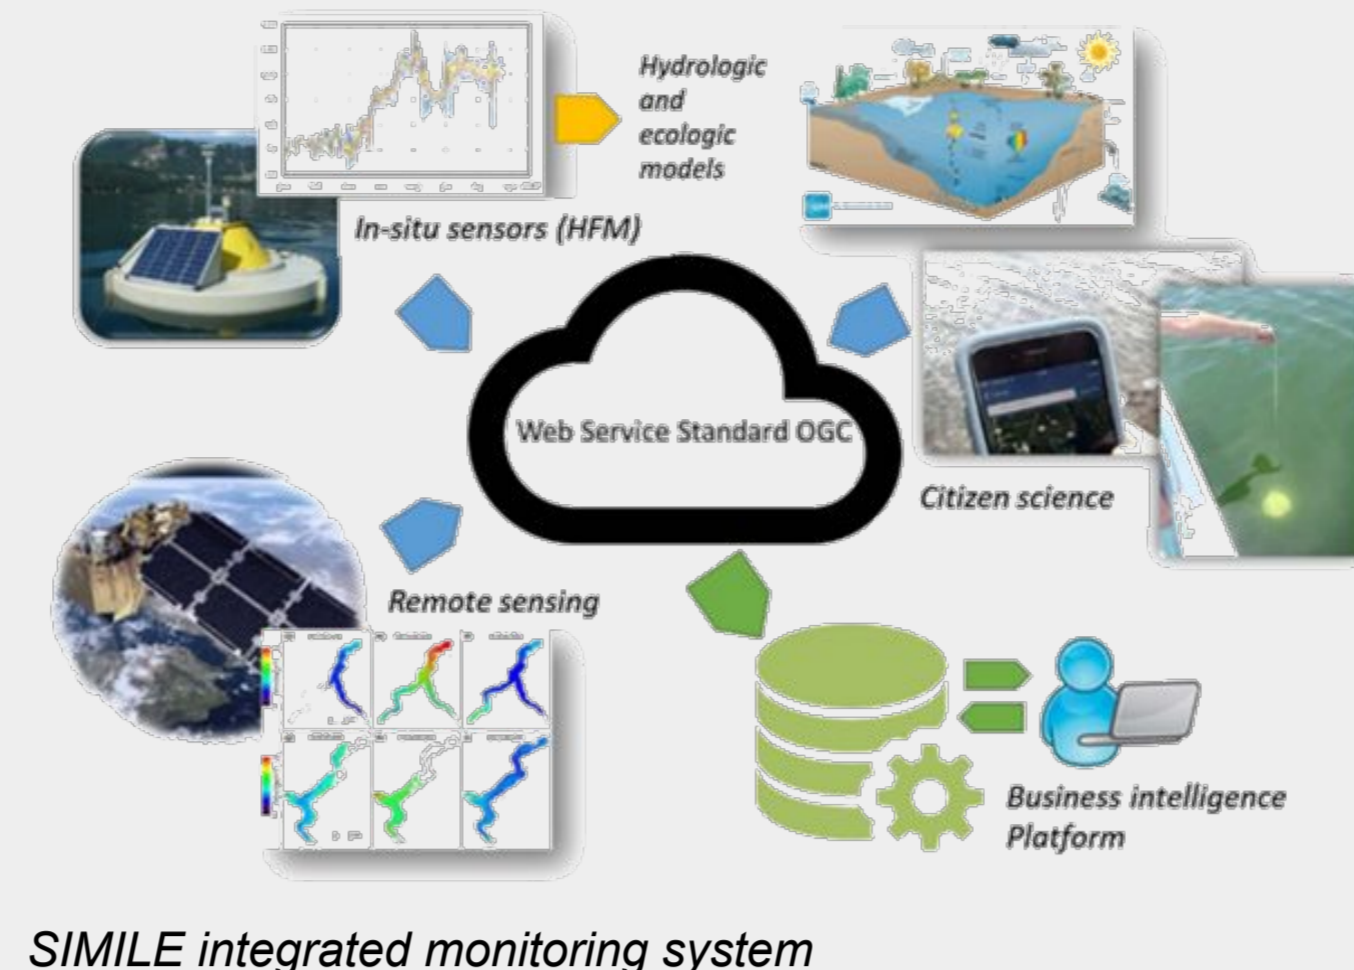 Hydrologic
and
ecologic
models
In-situ sensors (HFM)
Web Service Standard OGC
Citizen science
Remote sensing
Business intelligence
Platform
SIMILE integrated monitoring system